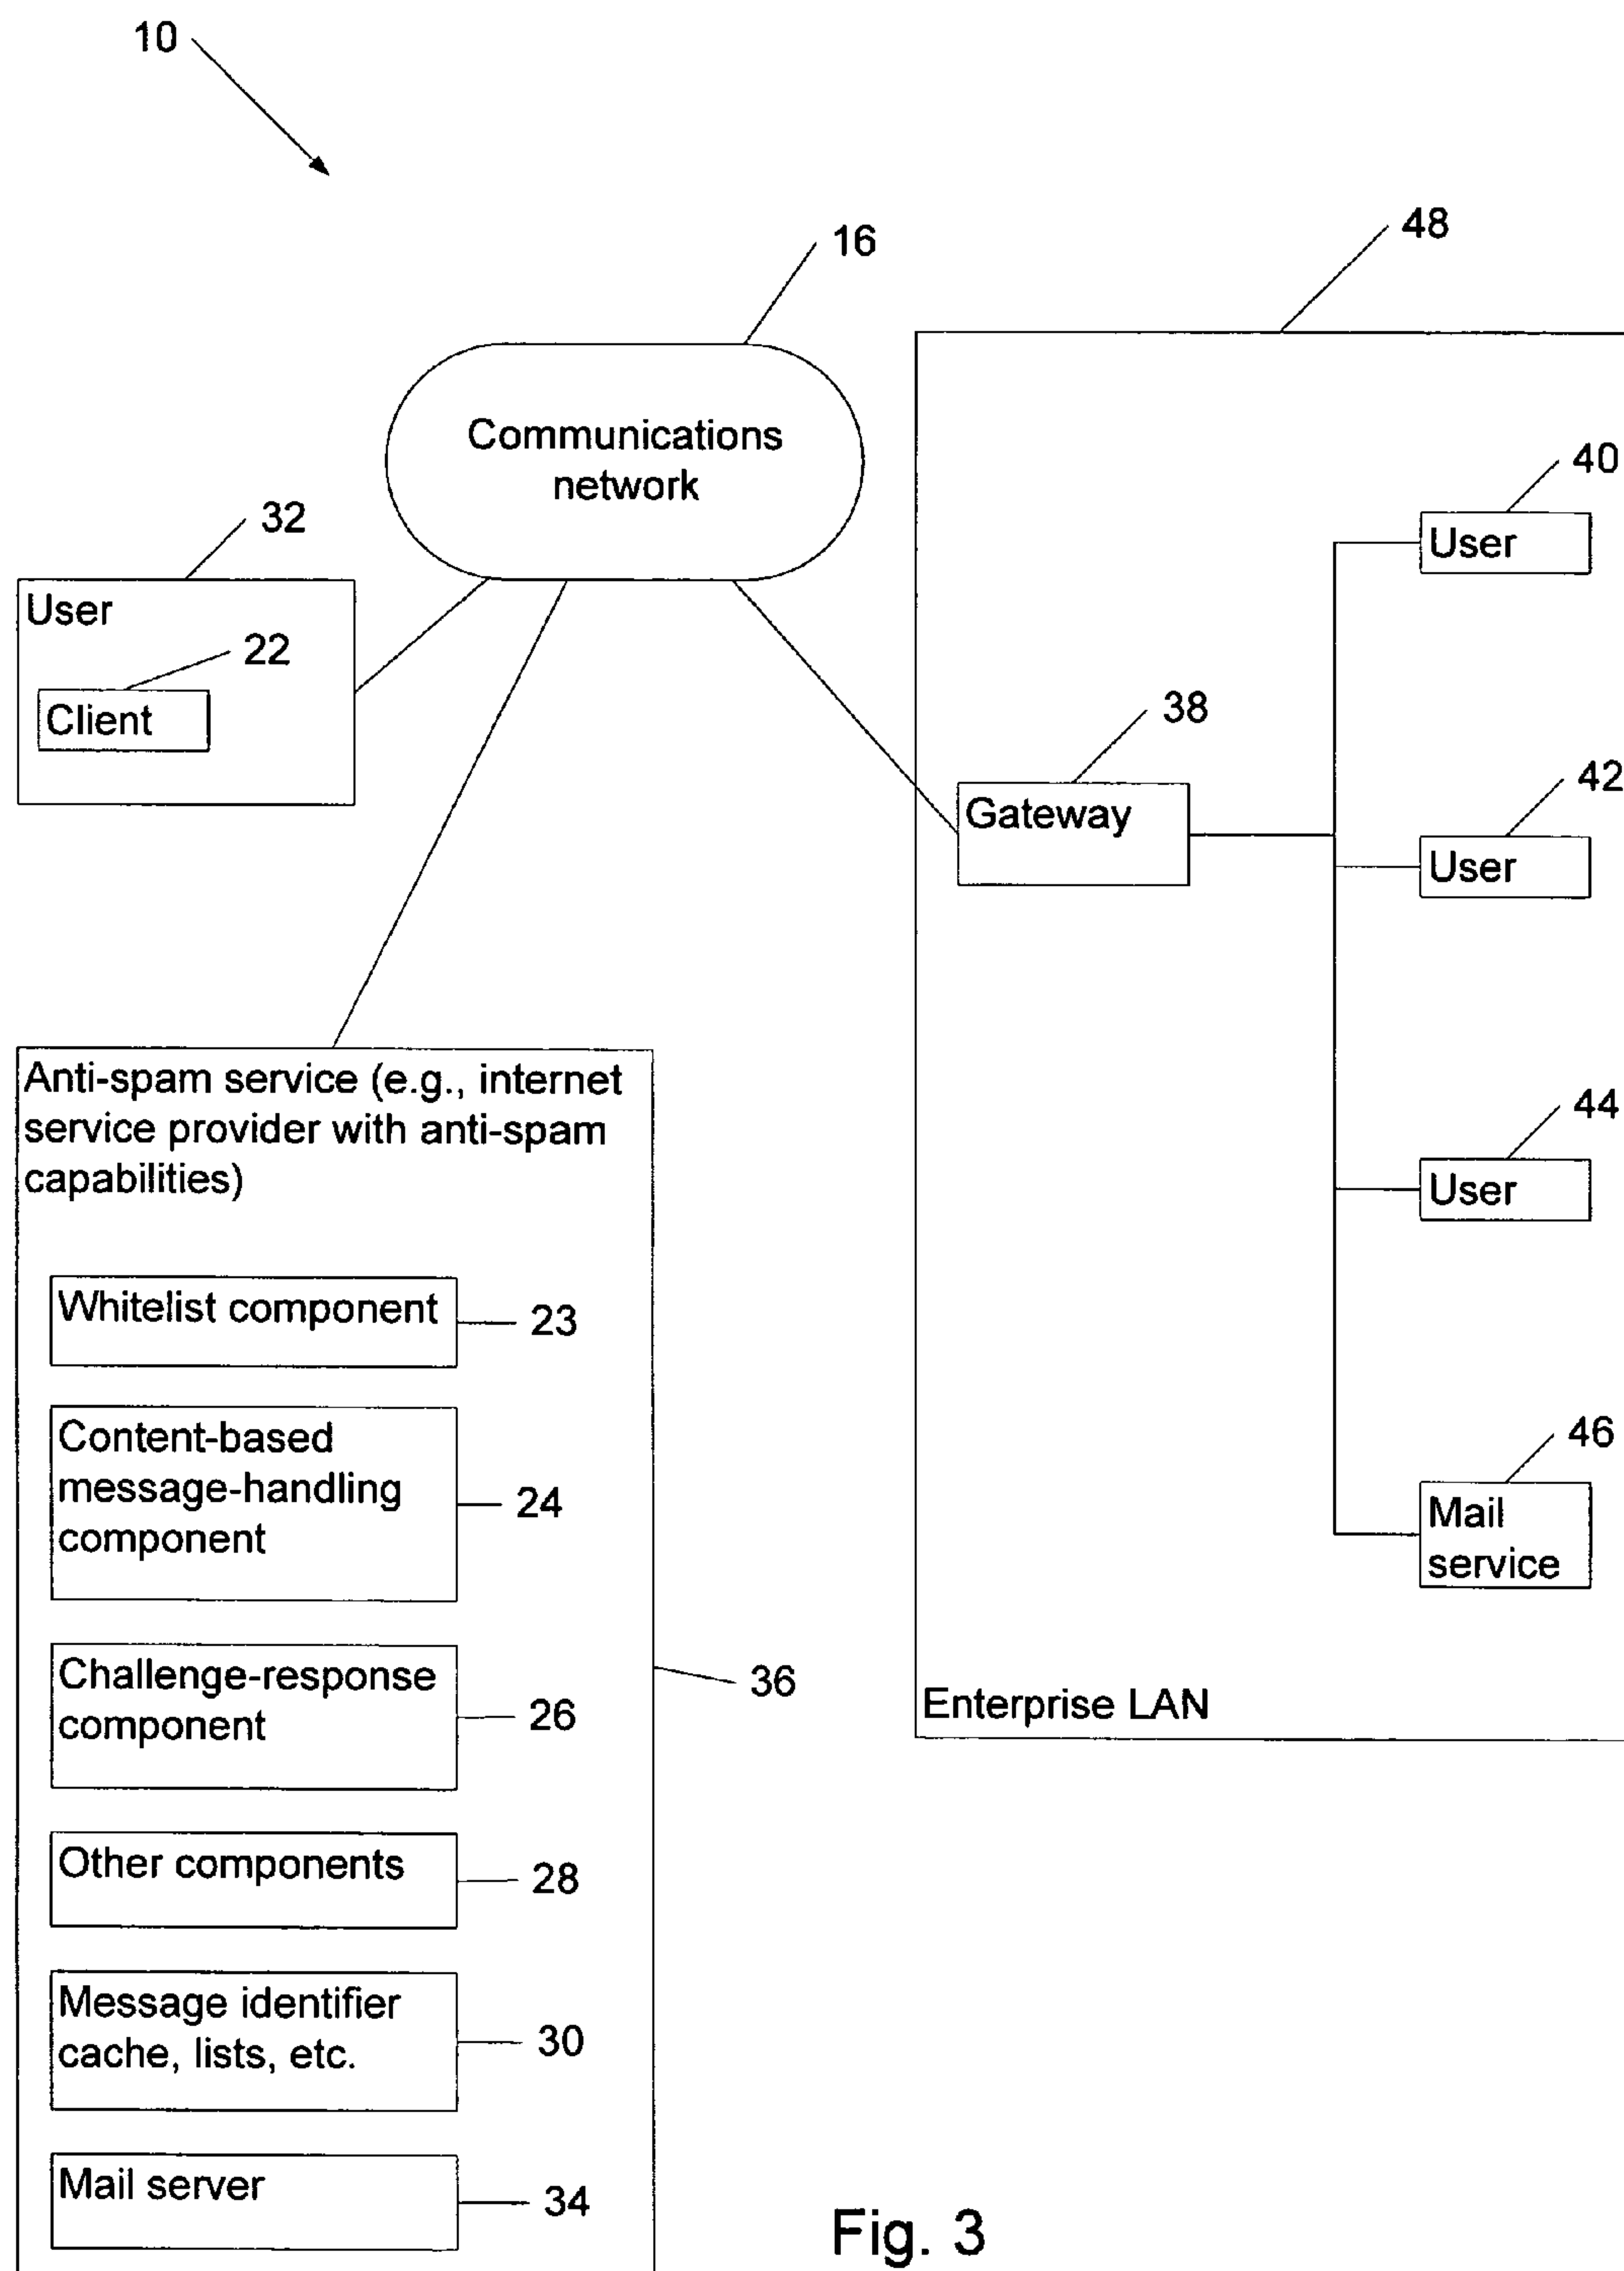 10
16
48
Communications
network
40
User
32
User
22
Client
38
Gateway
42
User
Anti-spam service (e.g., internet
service provider with anti-spam
capabilities)
44
User
Whitelist component
23
Content-based
message-handling
component
24
46
Mail
service
Challenge-response
component
26
36
Enterprise LAN
Other components
28
Message identifier
cache, lists, etc.
30
Mail server
34
Fig. 3